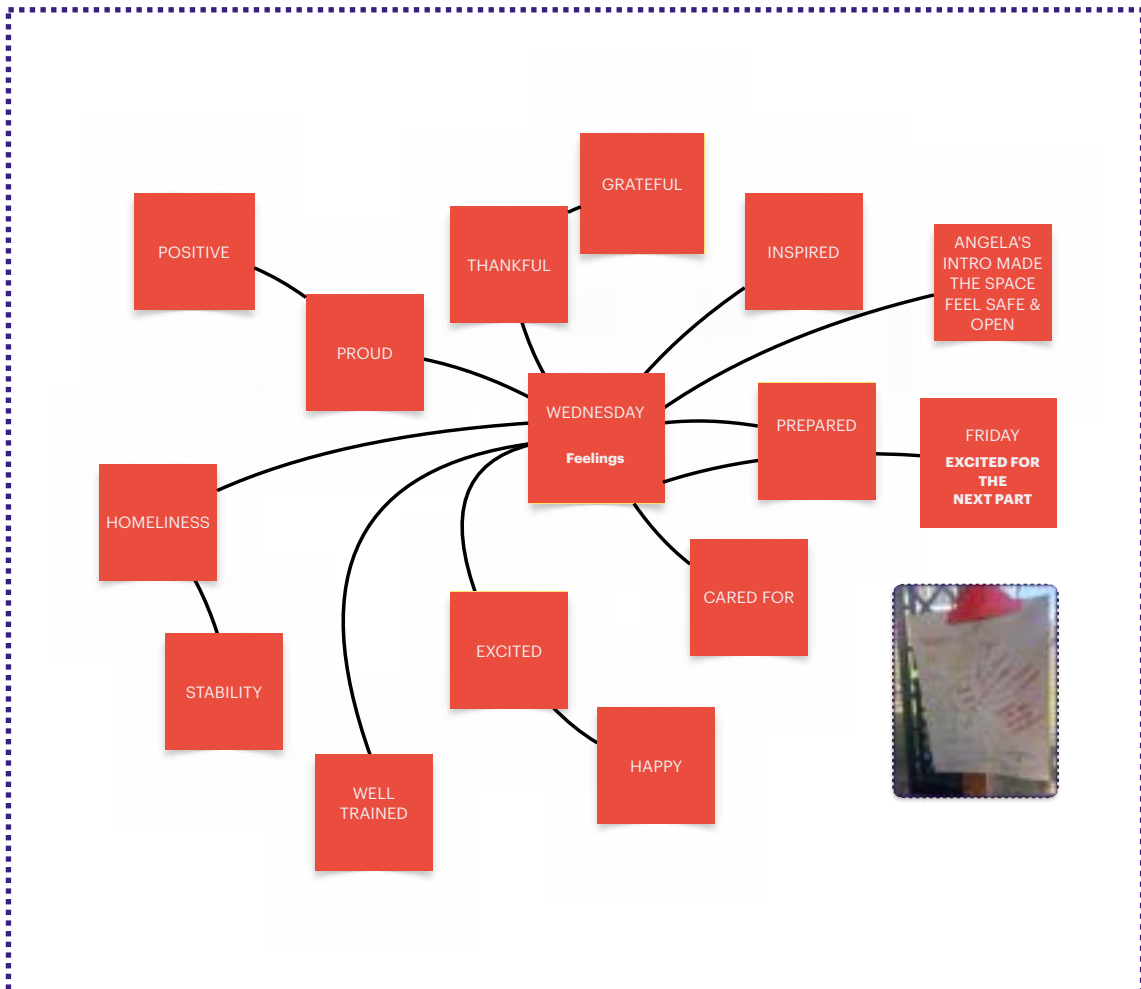 GRATEFUL
POSITIVE
THANKFUL
INSPIRED
ANGELA'S
INTRO MADE
THE SPACE
FEEL SAFE &
OPEN
PROUD
WEDNESDAY
Feelings
PREPARED
FRIDAY
EXCITED FOR
THE
NEXT PART
HOMELINESS
CARED FOR
STABILITY
EXCITED
HAPPY
WELL
TRAINED